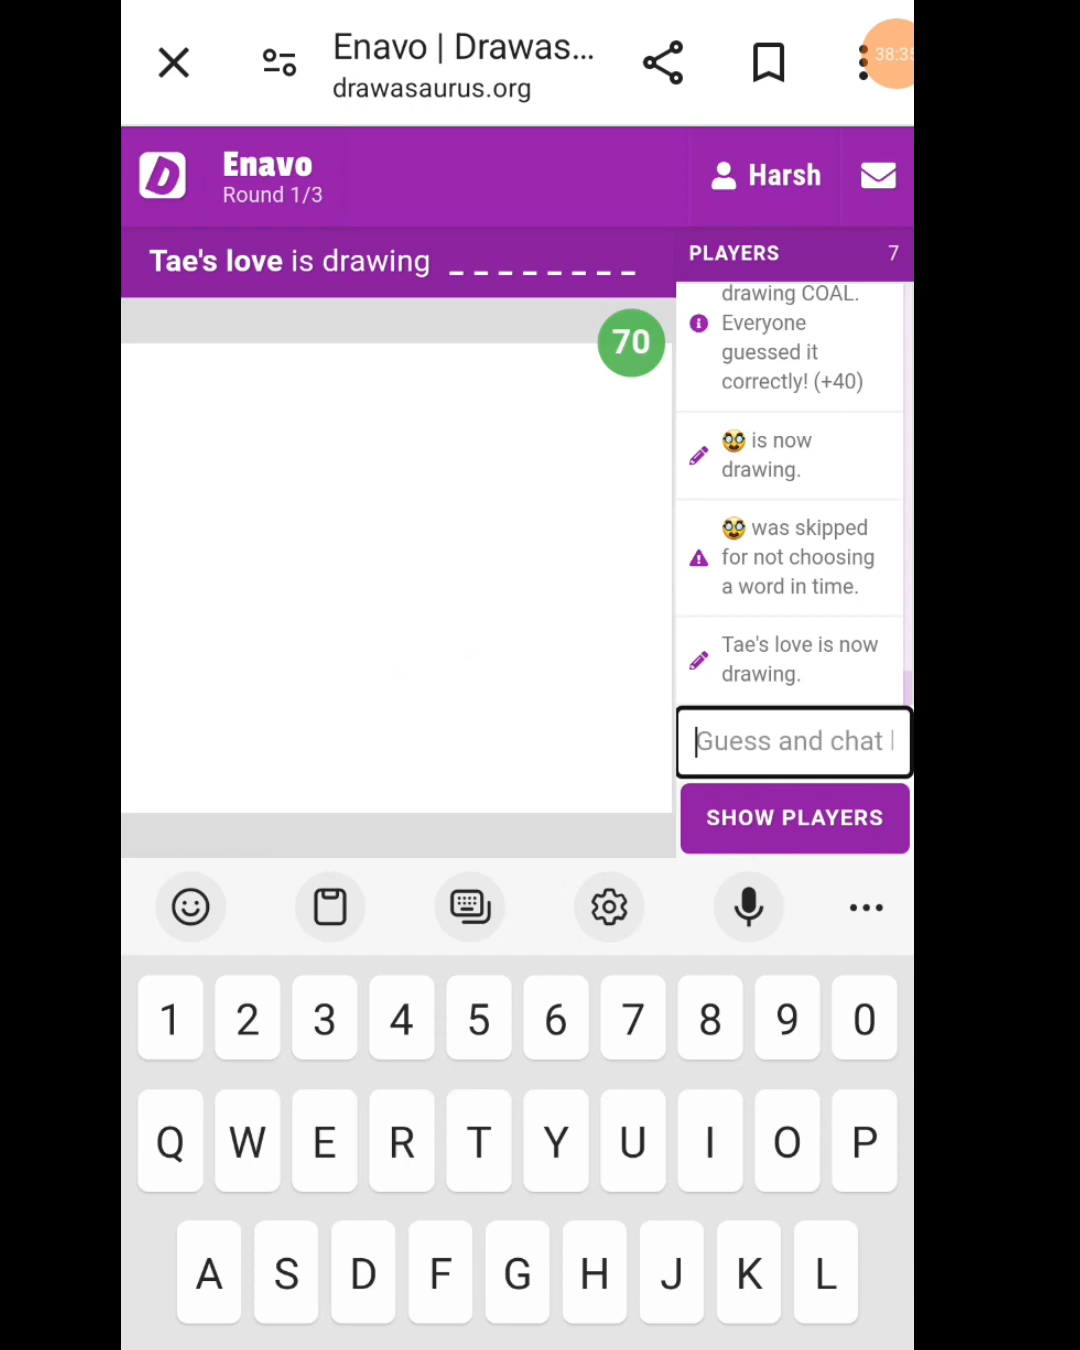 Enavo | Drawas...
drawasaurus.org
38:35
Enavo
Round 1/3
Harsh
Tae's love is drawing _ _ _ _ _ _ _ _
PLAYERS 7
70
drawing COAL.
Everyone
guessed it
correctly! (+40)
is now
drawing.
was skipped
for not choosing
a word in time.
Tae's love is now
drawing.
Guess and chat
SHOW PLAYERS
1 2 3 4 5 6 7 8 9 0
Q W E R T Y U I O P
A S D F G H J K L